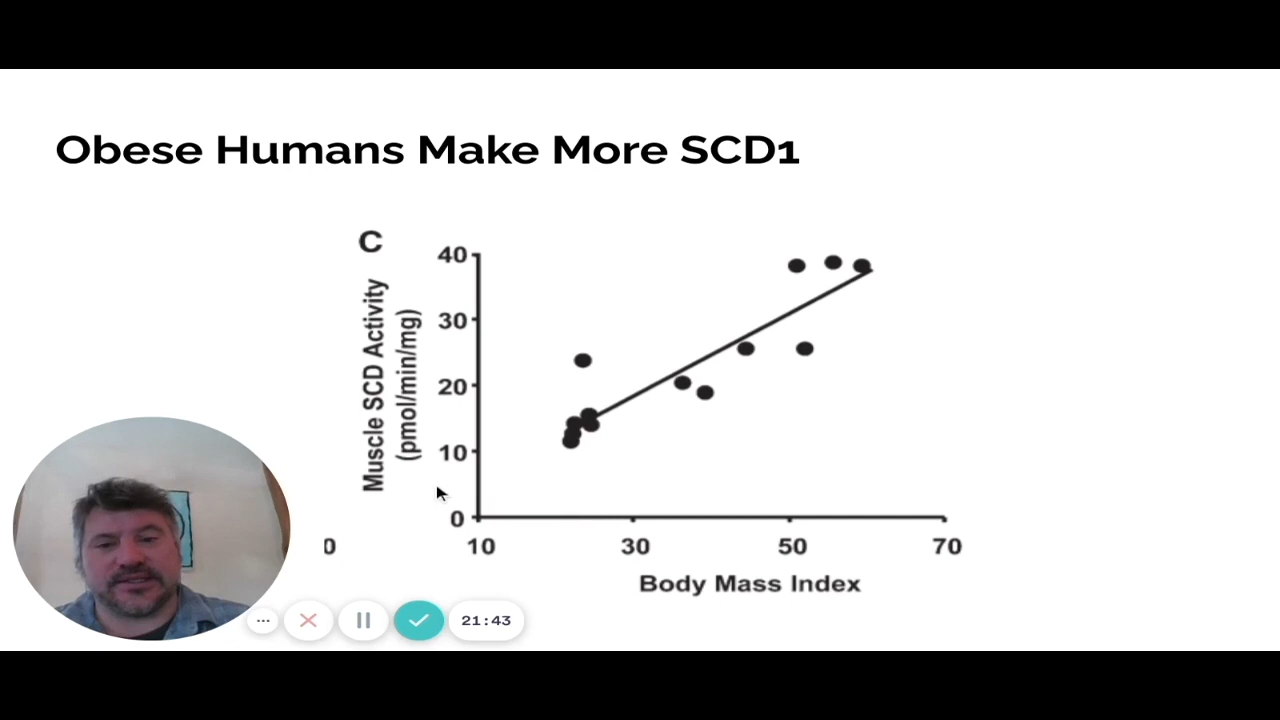 Obese Humans Make More SCD1
C
Muscle SCD Activity
(pmol/min/mg)
40
30
20
10
0
0
10
30
50
70
Body Mass Index
21:43